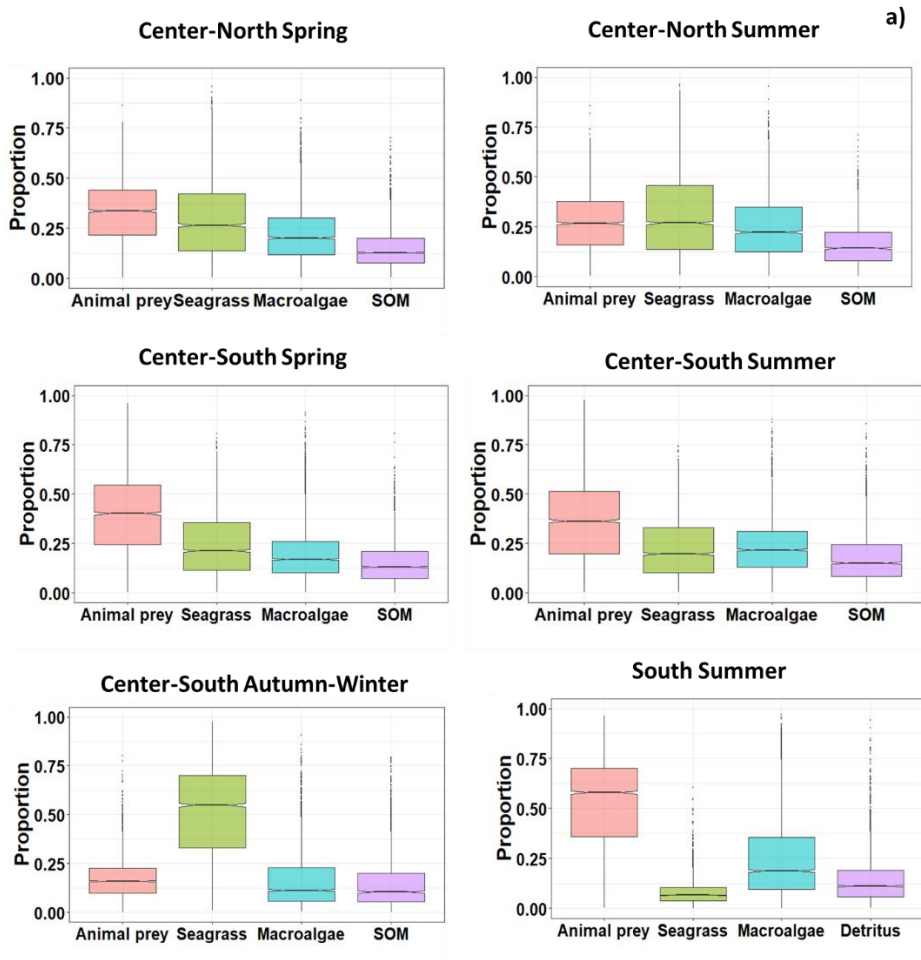 a)
Center-North Spring
Proportion
1.00
0.75
0.50
0.25
0.00
Animal prey Seagrass Macroalgae SOM
Center-North Summer
Proportion
1.00
0.75
0.50
0.25
0.00
Animal prey Seagrass Macroalgae SOM
Center-South Spring
Proportion
1.00
0.75
0.50
0.25
0.00
Animal prey Seagrass Macroalgae SOM
Center-South Summer
Proportion
1.00
0.75
0.50
0.25
0.00
Animal prey Seagrass Macroalgae SOM
Center-South Autumn-Winter
Proportion
1.00
0.75
0.50
0.25
0.00
Animal prey Seagrass Macroalgae SOM
South Summer
Proportion
1.00
0.75
0.50
0.25
0.00
Animal prey Seagrass Macroalgae Detritus